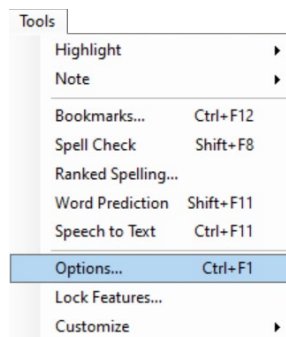 Tools
Highlight
Note
Bookmarks... Ctrl+F12
Spell Check Shift+F8
Ranked Spelling...
Word Prediction Shift+F11
Speech to Text Ctrl+F11
Options... Ctrl+F1
Lock Features...
Customize